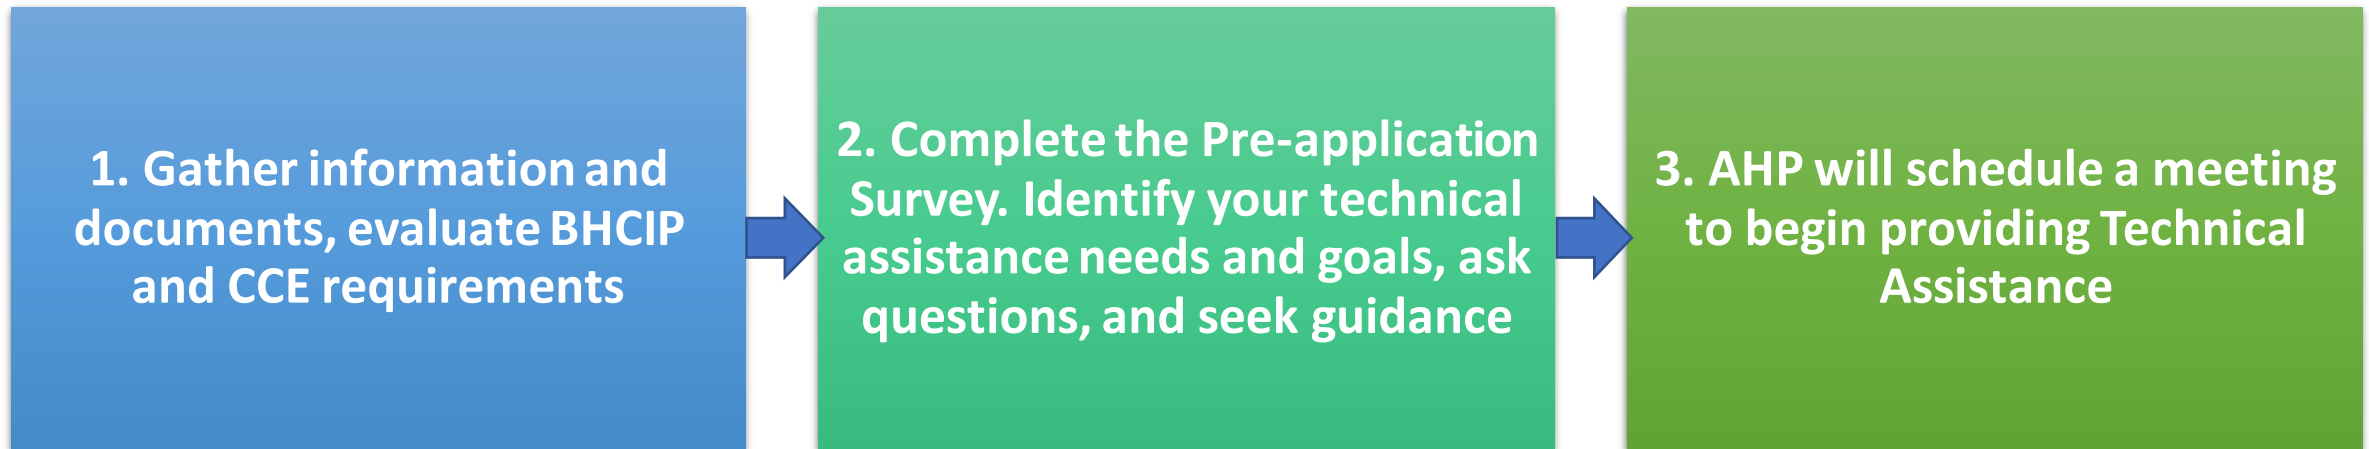 1. Gather information and
documents, evaluate BHCIP
and CCE requirements
2. Complete the Pre-application
Survey. Identify your technical
assistance needs and goals, ask
questions, and seek guidance
3. AHP will schedule a meeting
to begin providing Technical
Assistance